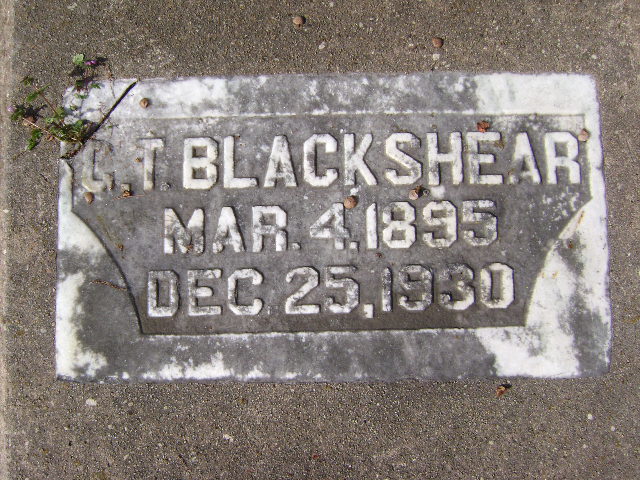 C.T BLACKSHEAR
MAR. 4. 1895
DEC 25, 1930